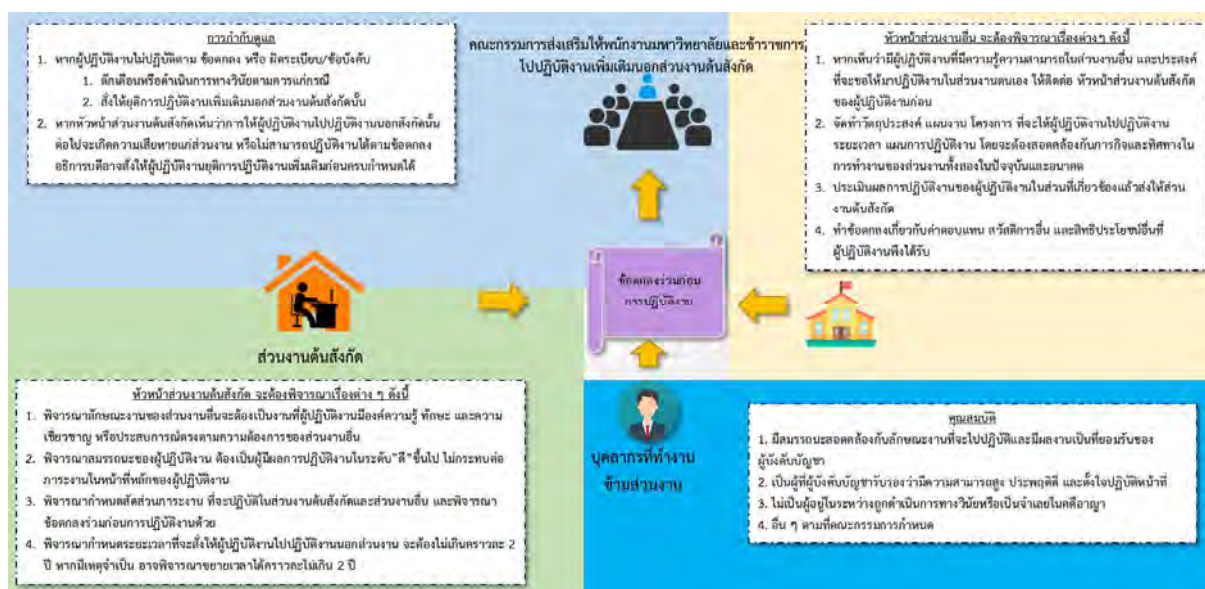 การกำกับดูแล
1. หากผู้ปฏิบัติงานไม่ปฏิบัติตาม ข้อตกลง หรือ ผิดระเบียบ/ข้อบังคับ
1. ตักเตือนหรือดำเนินการทางวินัยตามควรแก่กรณี
2. สั่งให้ยุติการปฏิบัติงานเพิ่มเติมนอกส่วนงานต้นสังกัดนั้น
2. หากหัวหน้าส่วนงานต้นสังกัดเห็นว่าการให้ผู้ปฏิบัติงานไปปฏิบัติงานนอกสังกัดนั้น
ต่อไปจะเกิดความเสียหายแก่ส่วนงาน หรือไม่สามารถปฏิบัติงานได้ตามข้อตกลง
อธิการบดีอาจสั่งให้ผู้ปฏิบัติงานยุติการปฏิบัติงานเพิ่มเติมก่อนครบกำหนดได้
คณะกรรมการส่งเสริมให้พนักงานมหาวิทยาลัยและข้าราชการ
ไปปฏิบัติงานเพิ่มเติมนอกส่วนงานต้นสังกัด
หัวหน้าส่วนงานอื่น จะต้องพิจารณาเรื่องต่างๆ ดังนี้
1. หากเห็นว่ามีผู้ปฏิบัติงานที่มีความรู้ความสามารถในส่วนงานอื่น และประสงค์
ที่จะขอให้มาปฏิบัติงานในส่วนงานตนเอง ให้ติดต่อ หัวหน้าส่วนงานต้นสังกัด
ของผู้ปฏิบัติงานก่อน
2. จัดทำวัตถุประสงค์ แผนงาน โครงการ ที่จะให้ผู้ปฏิบัติงานไปปฏิบัติงาน
ระยะเวลา แผนการปฏิบัติงาน โดยจะต้องสอดคล้องกับภารกิจและทิศทางใน
การทำงานของส่วนงานทั้งสองในปัจจุบันและอนาคต
3. ประเมินผลการปฏิบัติงานของผู้ปฏิบัติงานในส่วนที่เกี่ยวข้องแล้วส่งให้ส่วน
งานต้นสังกัด
4. ทำข้อตกลงเกี่ยวกับค่าตอบแทน สวัสดิการอื่น และสิทธิประโยชน์อื่นที่
ผู้ปฏิบัติงานพึงได้รับ
ข้อตกลงร่วมก่อน
การปฏิบัติงาน
ส่วนงานต้นสังกัด
หัวหน้าส่วนงานต้นสังกัด จะต้องพิจารณาเรื่องต่าง ๆ ดังนี้
1. พิจารณาลักษณะงานของส่วนงานอื่นจะต้องเป็นงานที่ผู้ปฏิบัติงานมีองค์ความรู้ ทักษะ และความ
เชี่ยวชาญ หรือประสบการณ์ตรงตามความต้องการของส่วนงานอื่น
2. พิจารณาสมรรถนะของผู้ปฏิบัติงาน ต้องเป็นผู้มีผลการปฏิบัติงานในระดับ"ดี"ขึ้นไป ไม่กระทบต่อ
ภาระงานในหน้าที่หลักของผู้ปฏิบัติงาน
3. พิจารณากำหนดสัดส่วนภาระงาน ที่จะปฏิบัติในส่วนงานต้นสังกัดและส่วนงานอื่น และพิจารณา
ข้อตกลงร่วมก่อนการปฏิบัติงานด้วย
4. พิจารณากำหนดระยะเวลาที่จะสั่งให้ผู้ปฏิบัติงานไปปฏิบัติงานนอกส่วนงาน จะต้องไม่เกินคราวละ 2
ปี หากมีเหตุจำเป็น อาจพิจารณาขยายเวลาได้คราวละไม่เกิน 2 ปี
บุคลากรที่ทำงาน
ข้ามส่วนงาน
คุณสมบัติ
1. มีสมรรถนะสอดคล้องกับลักษณะงานที่จะไปปฏิบัติและมีผลงานเป็นที่ยอมรับของ
ผู้บังคับบัญชา
2. เป็นผู้ที่ผู้บังคับบัญชารับรองว่ามีความสามารถสูง ประพฤติดี และตั้งใจปฏิบัติหน้าที่
3. ไม่เป็นผู้อยู่ในระหว่างถูกดำเนินการทางวินัยหรือเป็นจำเลยในคดีอาญา
4. อื่น ๆ ตามที่คณะกรรมการกำหนด